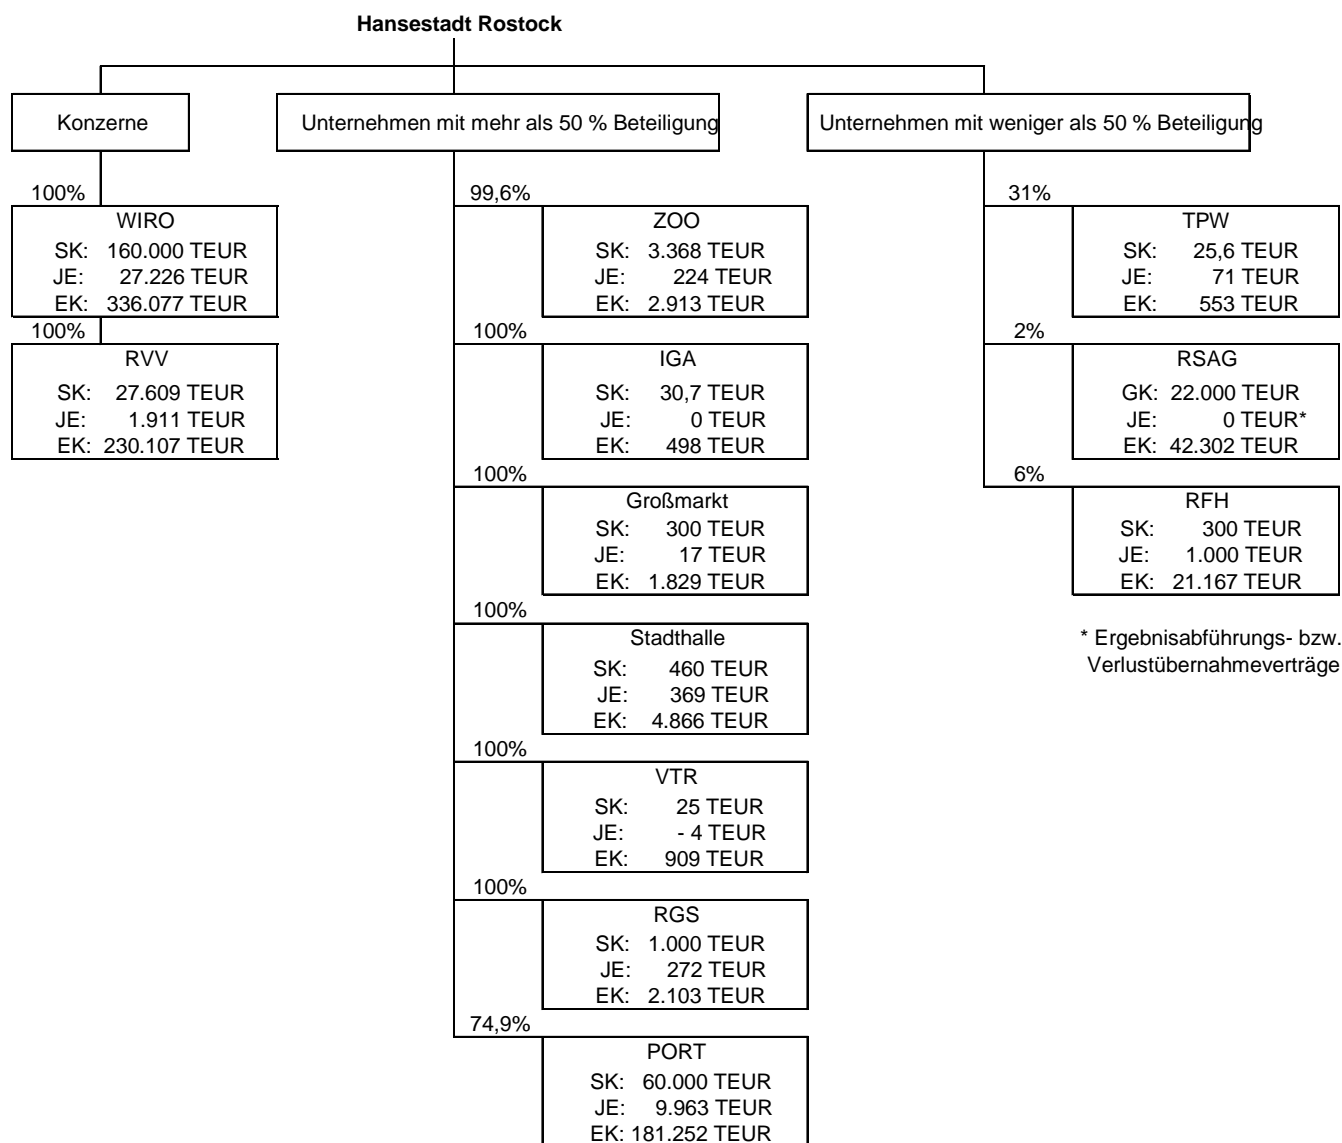 Hansestadt Rostock
Konzerne
Unternehmen mit mehr als 50 % Beteiligung
Unternehmen mit weniger als 50 % Beteiligung
100%
WIRO
SK: 160.000 TEUR
JE: 27.226 TEUR
EK: 336.077 TEUR
100%
RVV
SK: 27.609 TEUR
JE: 1.911 TEUR
EK: 230.107 TEUR
99,6%
ZOO
SK: 3.368 TEUR
JE: 224 TEUR
EK: 2.913 TEUR
100%
IGA
SK: 30,7 TEUR
JE: 0 TEUR
EK: 498 TEUR
100%
Großmarkt
SK: 300 TEUR
JE: 17 TEUR
EK: 1.829 TEUR
100%
Stadthalle
SK: 460 TEUR
JE: 369 TEUR
EK: 4.866 TEUR
100%
VTR
SK: 25 TEUR
JE: - 4 TEUR
EK: 909 TEUR
100%
RGS
SK: 1.000 TEUR
JE: 272 TEUR
EK: 2.103 TEUR
74,9%
PORT
SK: 60.000 TEUR
JE: 9.963 TEUR
EK: 181.252 TEUR
31%
TPW
SK: 25,6 TEUR
JE: 71 TEUR
EK: 553 TEUR
2%
RSAG
GK: 22.000 TEUR
JE: 0 TEUR*
EK: 42.302 TEUR
6%
RFH
SK: 300 TEUR
JE: 1.000 TEUR
EK: 21.167 TEUR
* Ergebnisabführungs- bzw.
Verlustübernahmeverträge